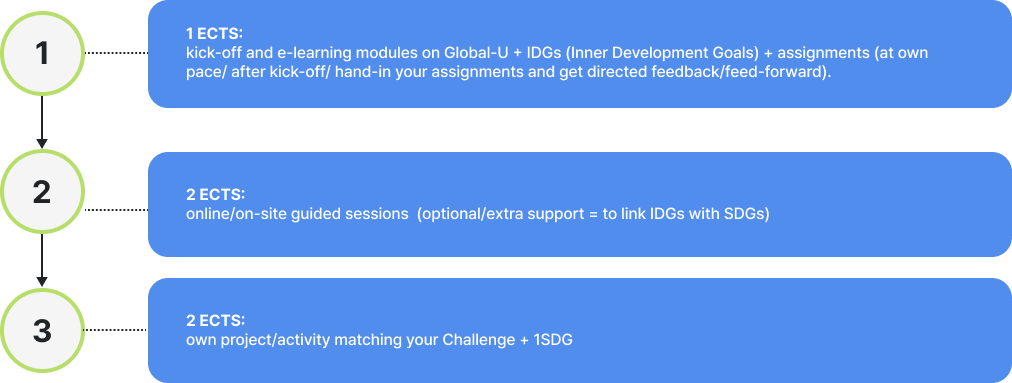 1
1 ECTS:
kick-off and e-learning modules on Global-U + IDGs (Inner Development Goals) + assignments (at own
pace/ after kick-off/ hand-in your assignments and get directed feedback/feed-forward).
2
2 ECTS:
online/on-site guided sessions  (optional/extra support = to link IDGs with SDGs)
3
2 ECTS:
own project/activity matching your Challenge + 1SDG